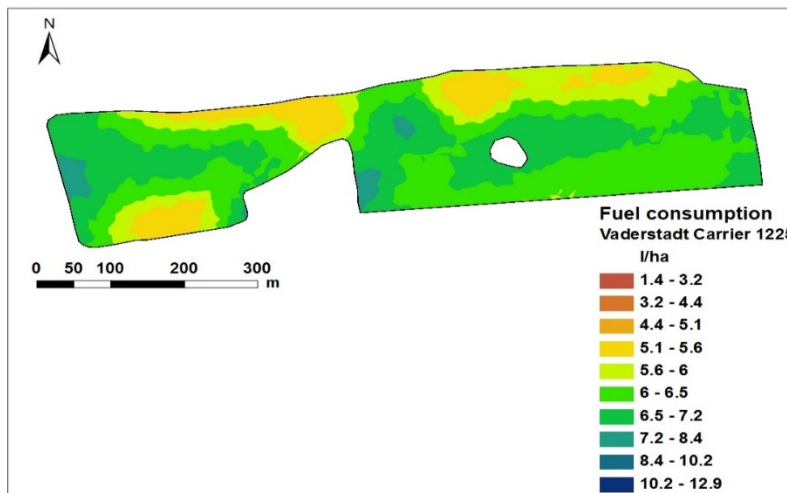 N
Fuel consumption
Vaderstadt Carrier 1225
l/ha
1.4 - 3.2
3.2 - 4.4
4.4 - 5.1
5.1 - 5.6
5.6 - 6
6 - 6.5
6.5 - 7.2
7.2 - 8.4
8.4 - 10.2
10.2 - 12.9
0 50 100 200 300
m